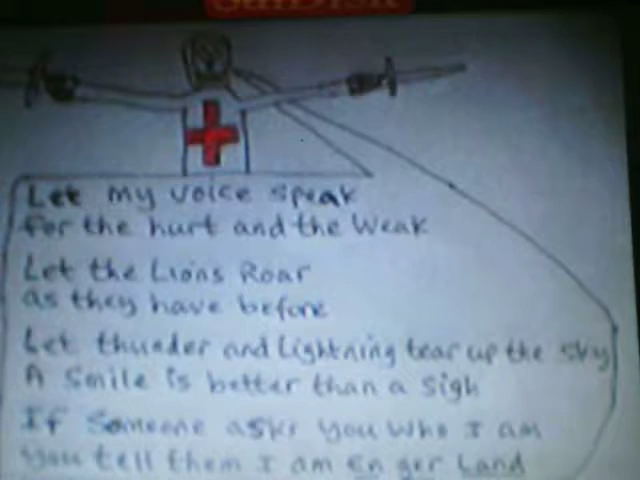 SanDisk
Let my voice speak
for the hurt and the Weak
Let the Lions Roar
as they have before
Let thunder and Lightning tear up the sky
A Smile is better than a Sigh
If Someone asks you who I am
you tell them I am En ger Land